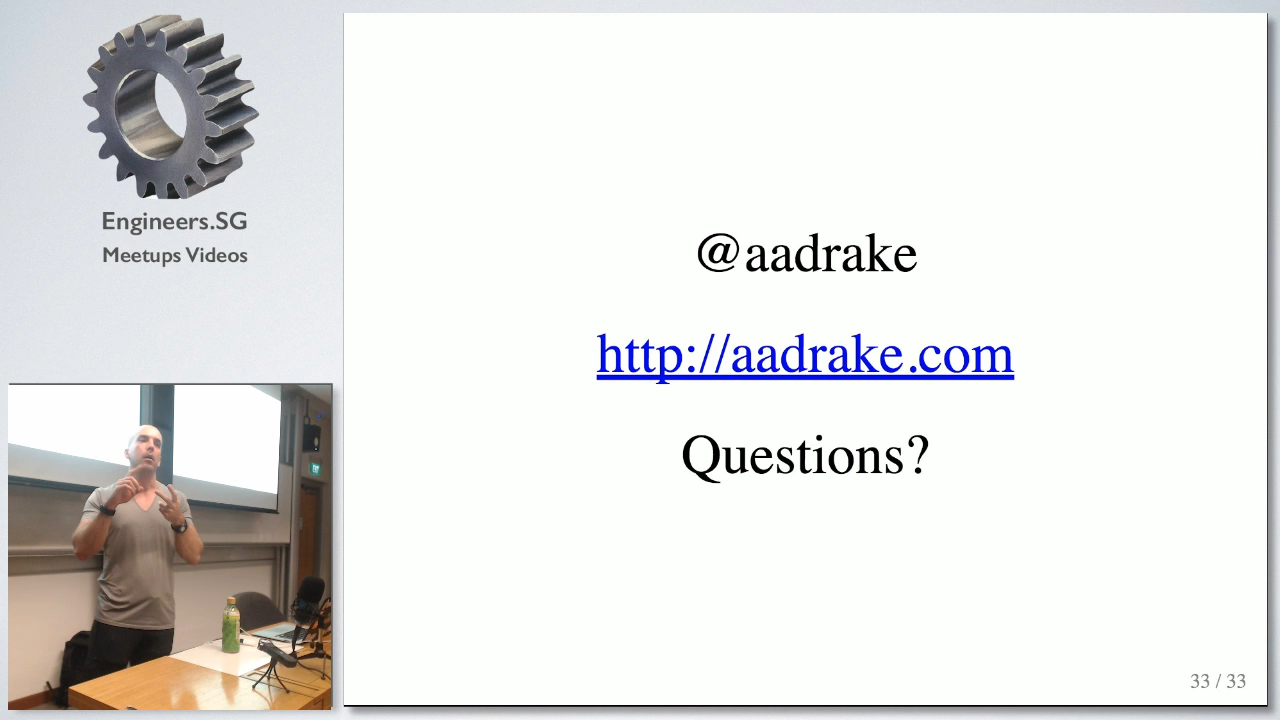 Engineers.SG
Meetups Videos
@aadrake
http://aadrake.com
Questions?
33 / 33